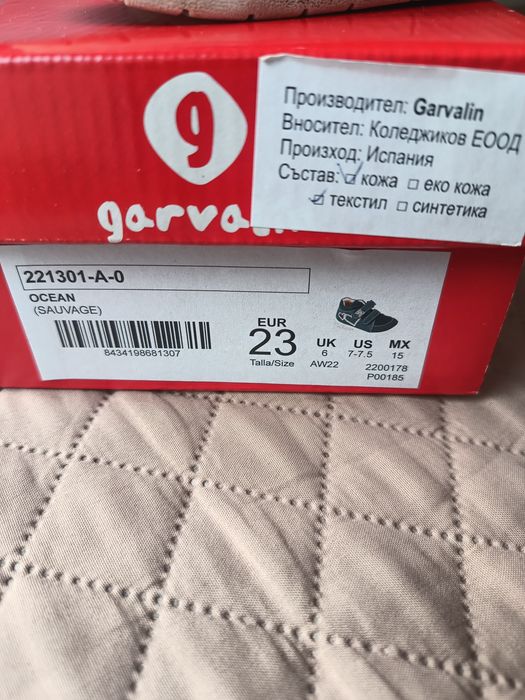 9
garvalin
Производител: Garvalin
Вносител: Коледжиков ЕООД
Произход: Испания
Състав: ☑ кожа ☐ еко кожа
☑ текстил ☐ синтетика
221301-A-0
OCEAN
(SAUVAGE)
8434198681307
EUR
23
Talla/Size
UK US MX
6 7-7.5 15
AW22 2200178
P00185